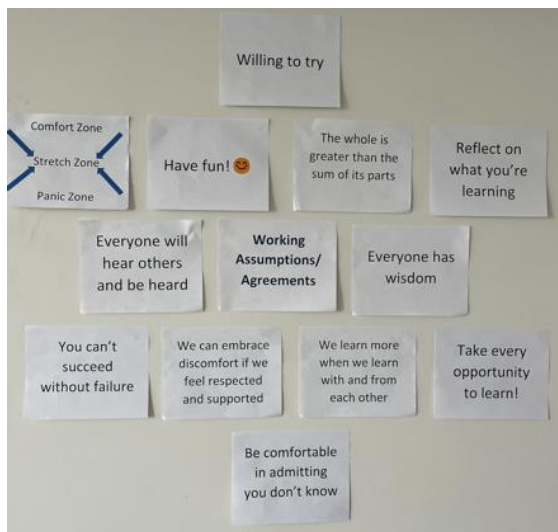 Willing to try
Comfort Zone
Stretch Zone
Panic Zone
Have fun! 😊
The whole is
greater than the
sum of its parts
Reflect on
what you're
learning
Everyone will
hear others
and be heard
Working
Assumptions/
Agreements
Everyone has
wisdom
You can't
succeed
without failure
We can embrace
discomfort if we
feel respected
and supported
We learn more
when we learn
with and from
each other
Take every
opportunity
to learn!
Be comfortable
in admitting
you don't know